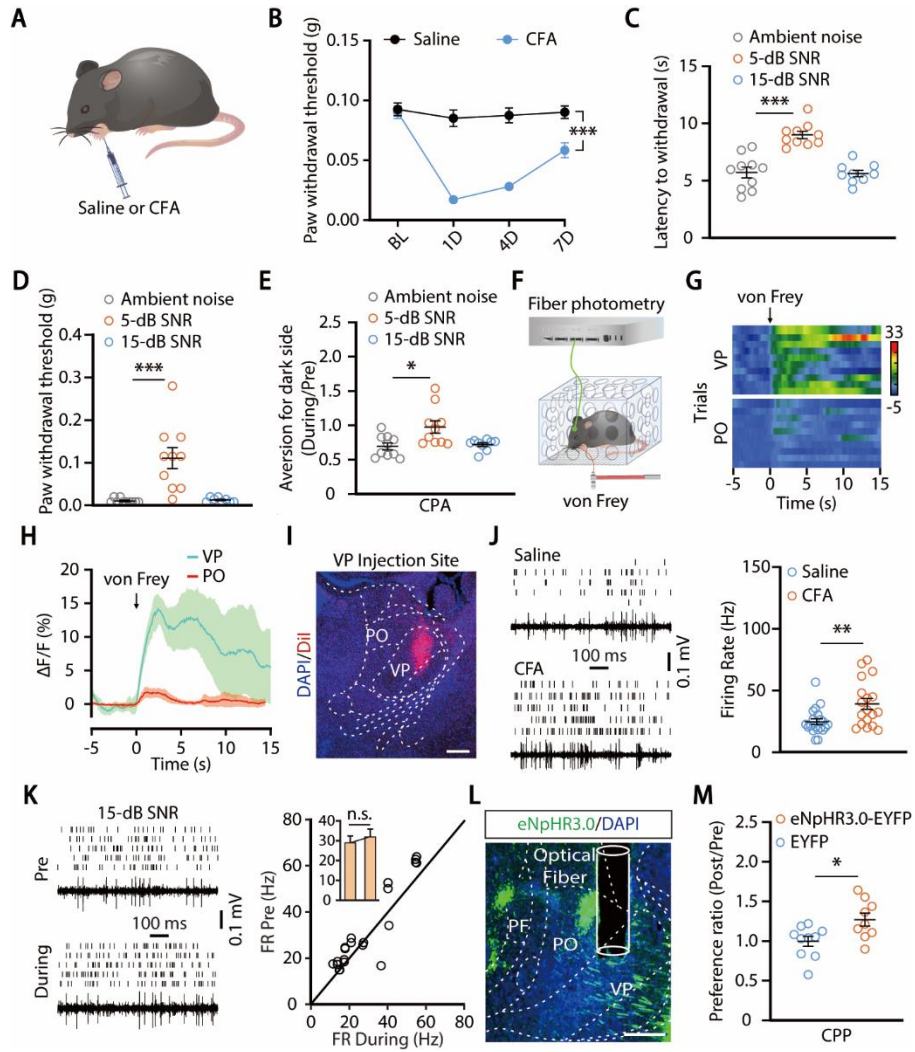 A
Saline or CFA
B
Saline
CFA
Paw withdrawal threshold (g)
0.15
0.10
0.05
0.00
***
BL
1D
4D
7D
C
Ambient noise
5-dB SNR
15-dB SNR
Latency to withdrawal (s)
15
10
5
0
***
D
Ambient noise
5-dB SNR
15-dB SNR
Paw withdrawal threshold (g)
0.4
0.3
0.2
0.1
0.0
***
E
Ambient noise
5-dB SNR
15-dB SNR
Aversion for dark side
(During/Pre)
2.5
2.0
1.5
1.0
0.5
0.0
*
CPA
F
Fiber photometry
von Frey
G
von Frey
VP
PO
Trials
33
-5
-5
0
5
10
15
Time (s)
H
VP
PO
von Frey
ΔF/F (%)
20
15
10
5
0
-5
0
5
10
15
Time (s)
I
VP Injection Site
DAPI/DiI
PO
VP
J
Saline
CFA
100 ms
0.1 mV
Saline
CFA
Firing Rate (Hz)
100
50
0
**
K
15-dB SNR
Pre
During
100 ms
0.1 mV
FR Pre (Hz)
80
60
40
20
0
40
30
20
10
0
n.s.
0
20
40
60
80
FR During (Hz)
L
eNpHR3.0/DAPI
Optical
Fiber
PF
PO
VP
M
eNpHR3.0-EYFP
EYFP
Preference ratio (Post/Pre)
2.5
2.0
1.5
1.0
0.5
0.0
*
CPP